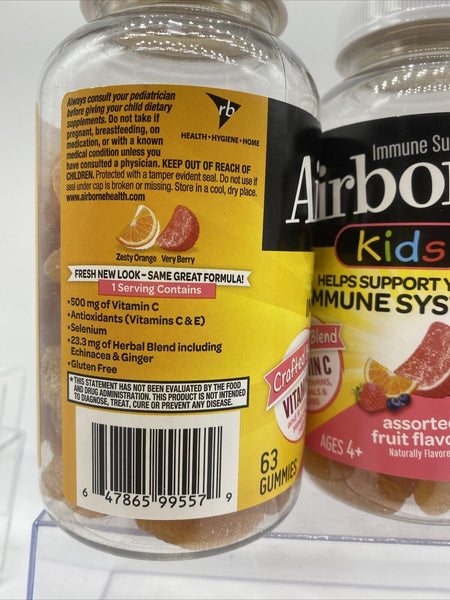 Always consult your pediatrician
before giving your child dietary
supplements. Do not take if
pregnant, breastfeeding, on
medication, or with a known
medical condition unless you
have consulted a physician. KEEP OUT OF REACH OF
CHILDREN. Protected with a tamper evident seal. Do not use if
seal under cap is broken or missing. Store in a cool, dry place.
www.airbornehealth.com
rb
HEALTH • HYGIENE • HOME
Zesty Orange Very Berry
FRESH NEW LOOK – SAME GREAT FORMULA!
1 Serving Contains
• 500 mg of Vitamin C
• Antioxidants (Vitamins C & E)
• Selenium
• 23.3 mg of Herbal Blend including
Echinacea & Ginger
• Gluten Free
*THIS STATEMENT HAS NOT BEEN EVALUATED BY THE FOOD
AND DRUG ADMINISTRATION. THIS PRODUCT IS NOT INTENDED
TO DIAGNOSE, TREAT, CURE OR PREVENT ANY DISEASE.
6 47865 99557 9
Crafted
VITAM
63
GUMMIES
Immune Su
Airbor
Kids
HELPS SUPPORT Y
MMUNE SYS
Blend
IN C
assorte
fruit flavo
Naturally Flavore
AGES 4+